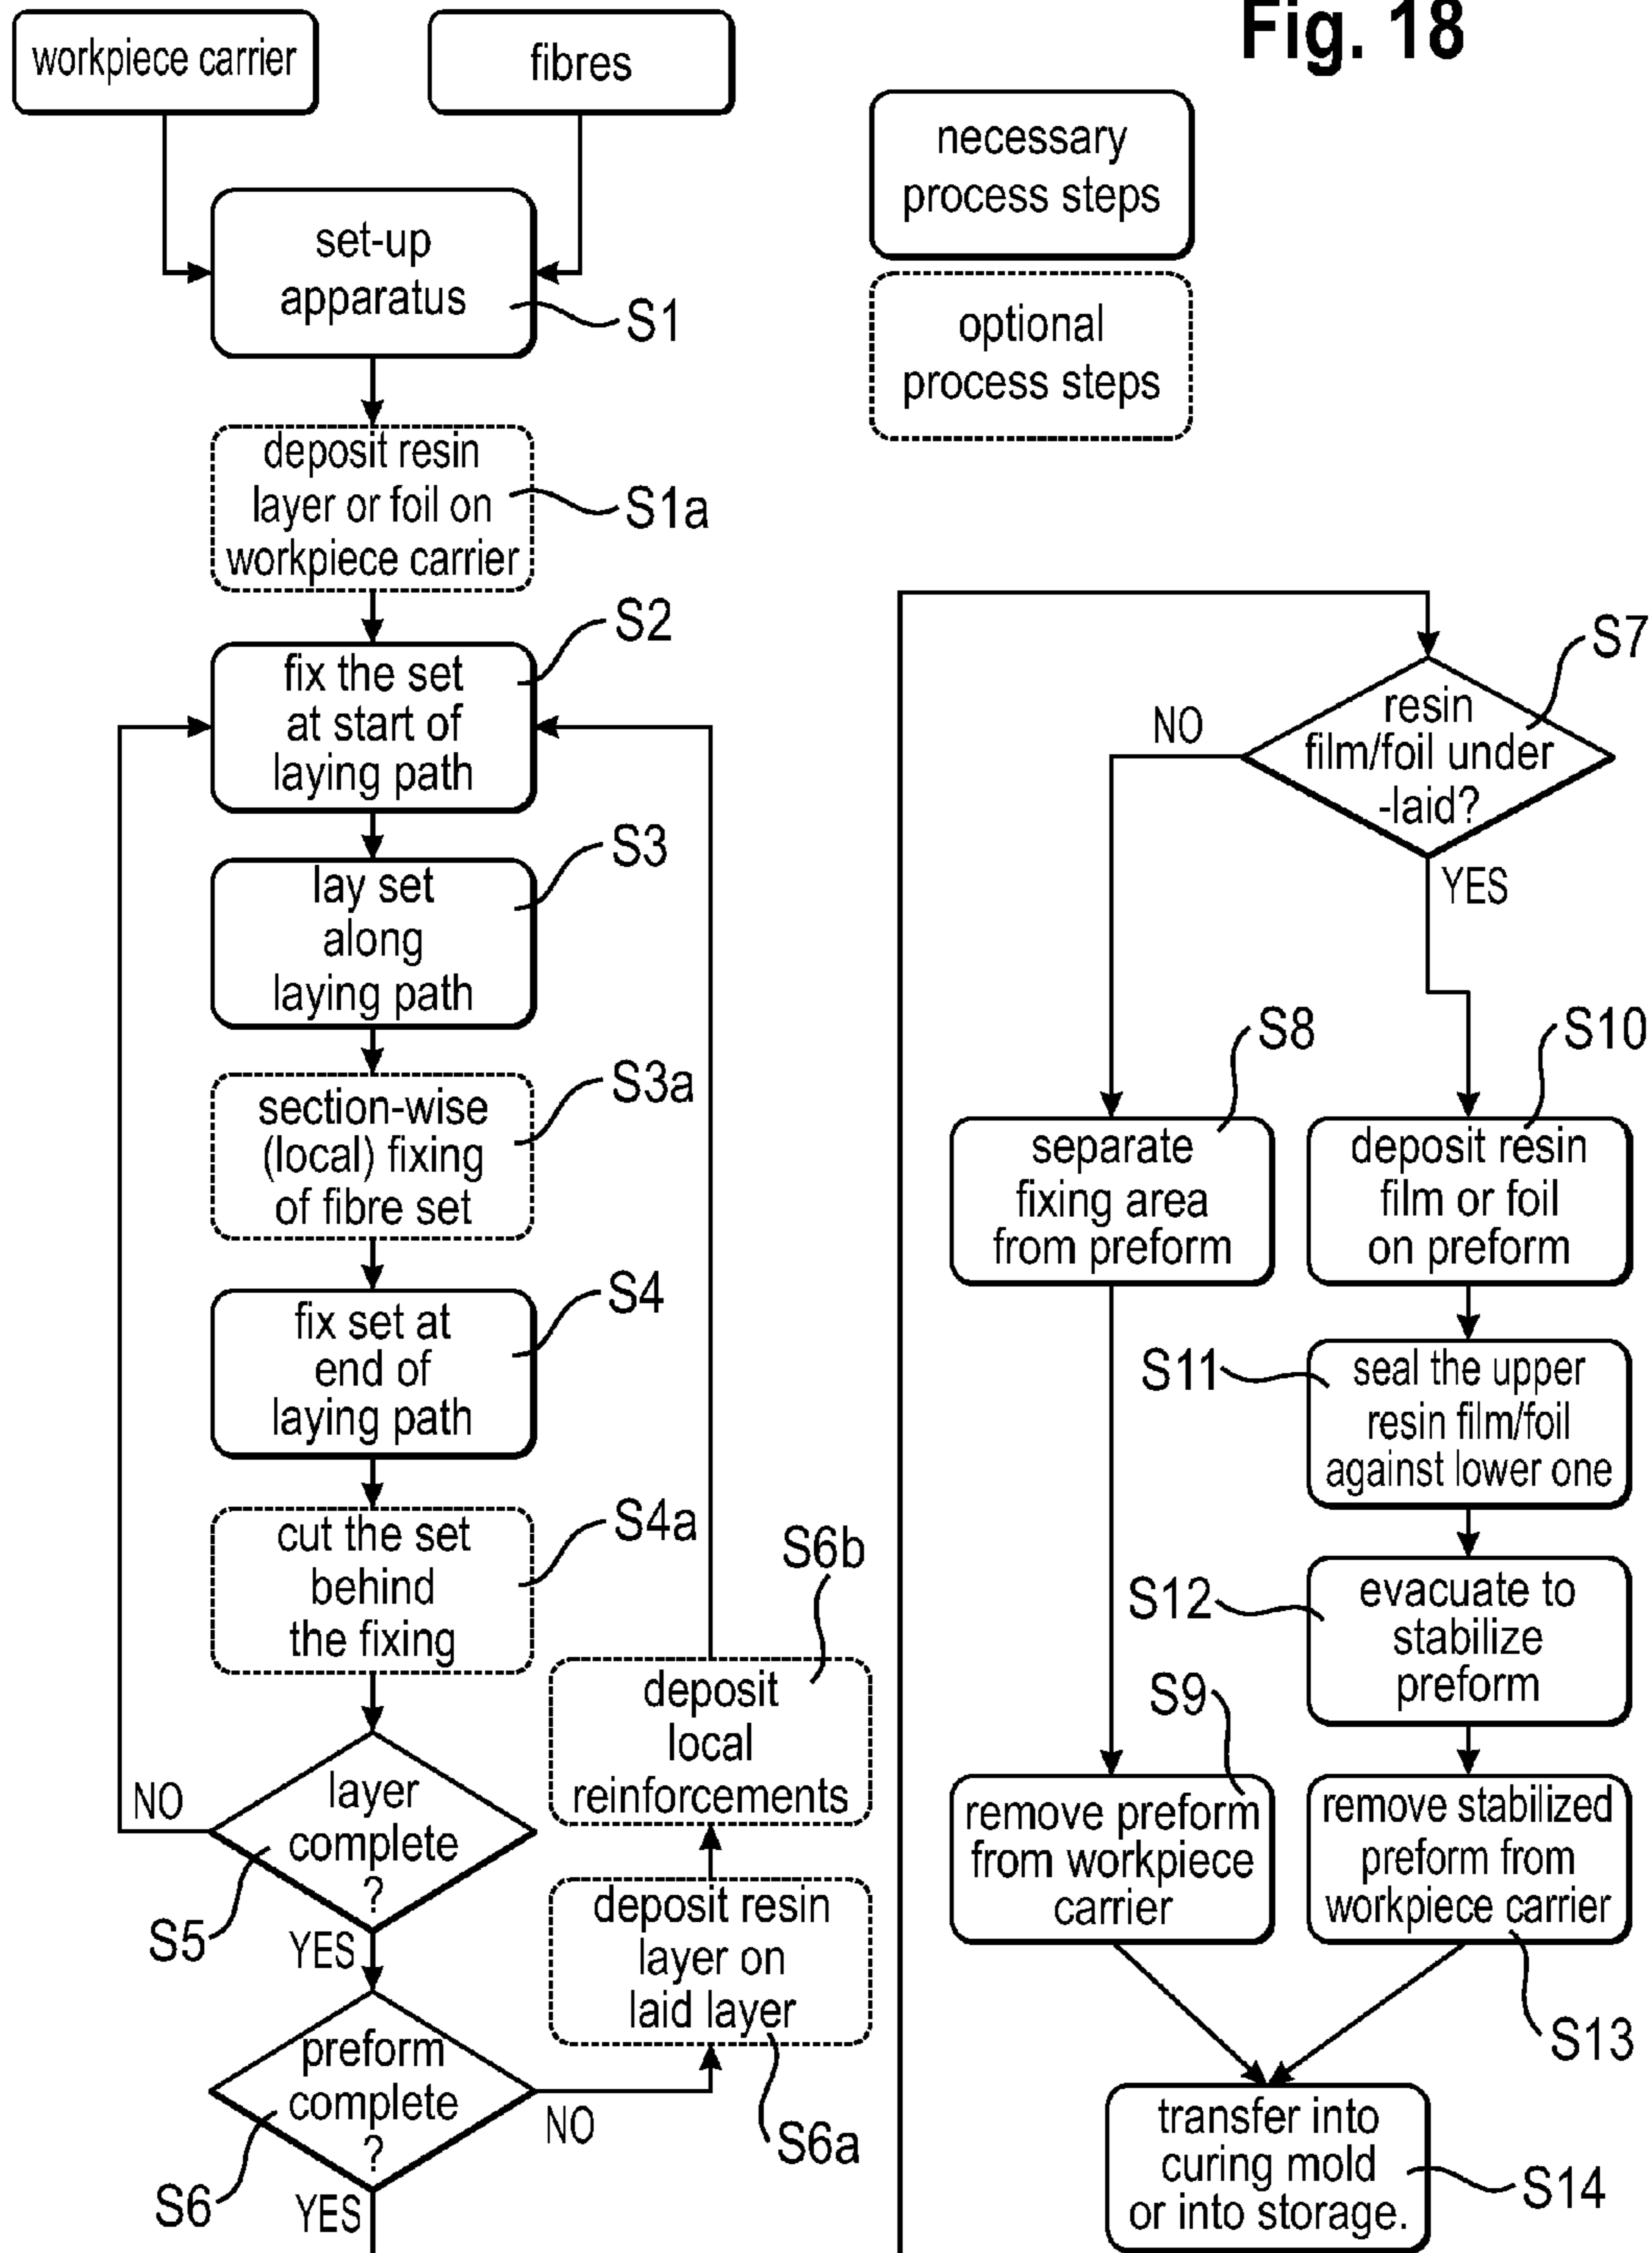 Fig. 18
workpiece carrier
fibres
necessary
process steps
optional
process steps
set-up
apparatus
S1
deposit resin
layer or foil on
workpiece carrier
S1a
fix the set
at start of
laying path
S2
lay set
along
laying path
S3
section-wise
(local) fixing
of fibre set
S3a
fix set at
end of
laying path
S4
cut the set
behind
the fixing
S4a
layer
complete
?
NO
S5
YES
preform
complete
?
S6
NO
YES
deposit resin
layer on
laid layer
S6a
deposit
local
reinforcements
S6b
resin
film/foil under
-laid?
S7
NO
YES
separate
fixing area
from preform
S8
remove preform
from workpiece
carrier
S9
deposit resin
film or foil
on preform
S10
seal the upper
resin film/foil
against lower one
S11
evacuate to
stabilize
preform
S12
remove stabilized
preform from
workpiece carrier
S13
transfer into
curing mold
or into storage.
S14